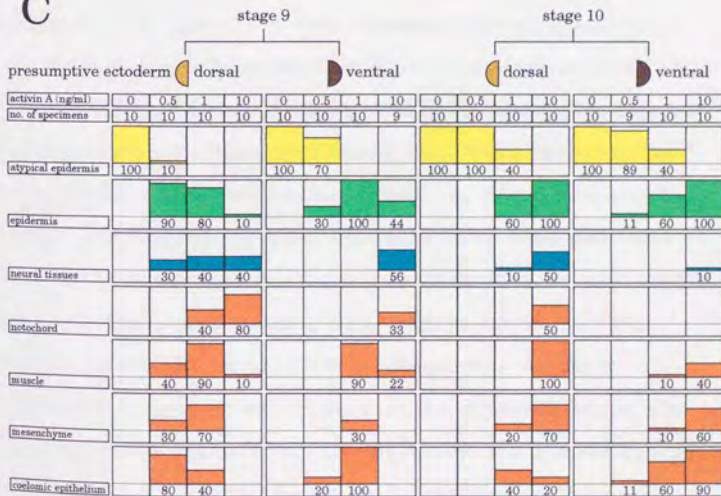 C
stage 9 stage 10
presumptive ectoderm dorsal ventral dorsal ventral
activin A (ng/ml) 0 0.5 1 10 0 0.5 1 10 0 0.5 1 10 0 0.5 1 10
no. of specimens 10 10 10 10 10 10 10 9 10 10 10 10 10 9 10 10
atypical epidermis 100 10 100 70 100 100 40 100 89 40
epidermis 90 80 10 30 100 44 60 100 11 60 100
neural tissues 30 40 40 56 10 50 10
notochord 40 80 33 50
muscle 40 90 10 90 22 100 10 40
mesenchyme 30 70 30 20 70 10 60
coelomic epithelium 80 40 20 100 40 20 11 60 90